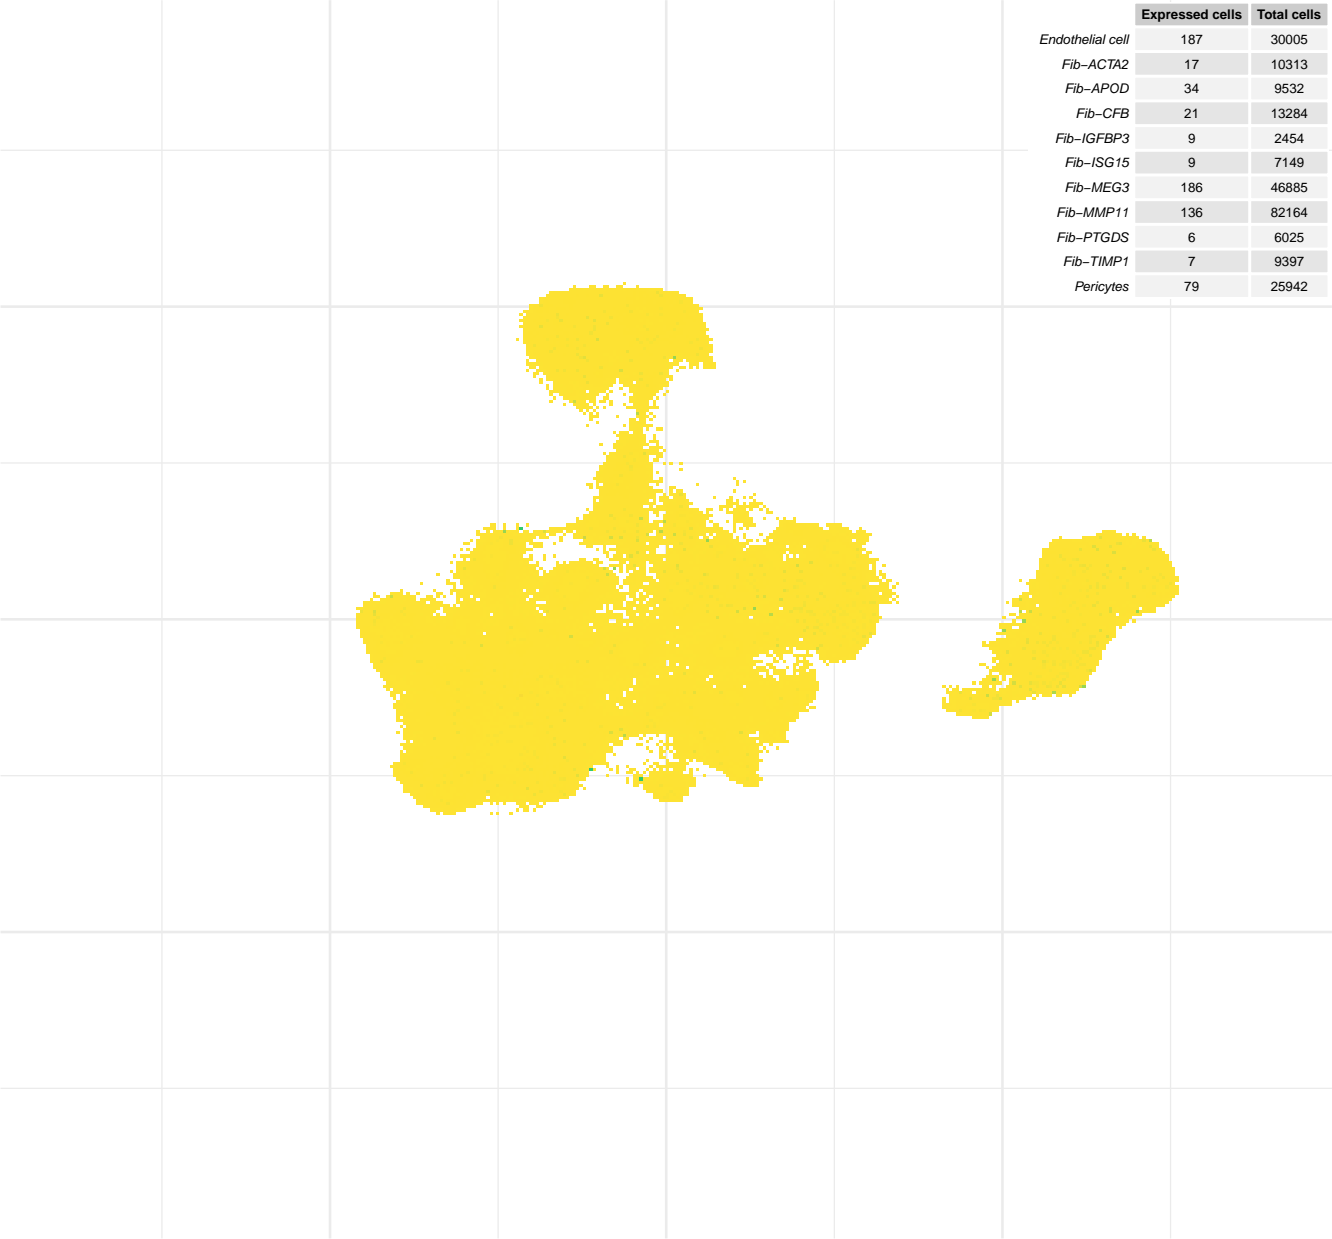 Expressed cells Total cells
Endothelial cell 187 30005
Fib−ACTA2 17 10313
Fib−APOD 34 9532
Fib−CFB 21 13284
Fib−IGFBP3 9 2454
Fib−ISG15 9 7149
Fib−MEG3 186 46885
Fib−MMP11 136 82164
Fib−PTGDS 6 6025
Fib−TIMP1 7 9397
Pericytes 79 25942